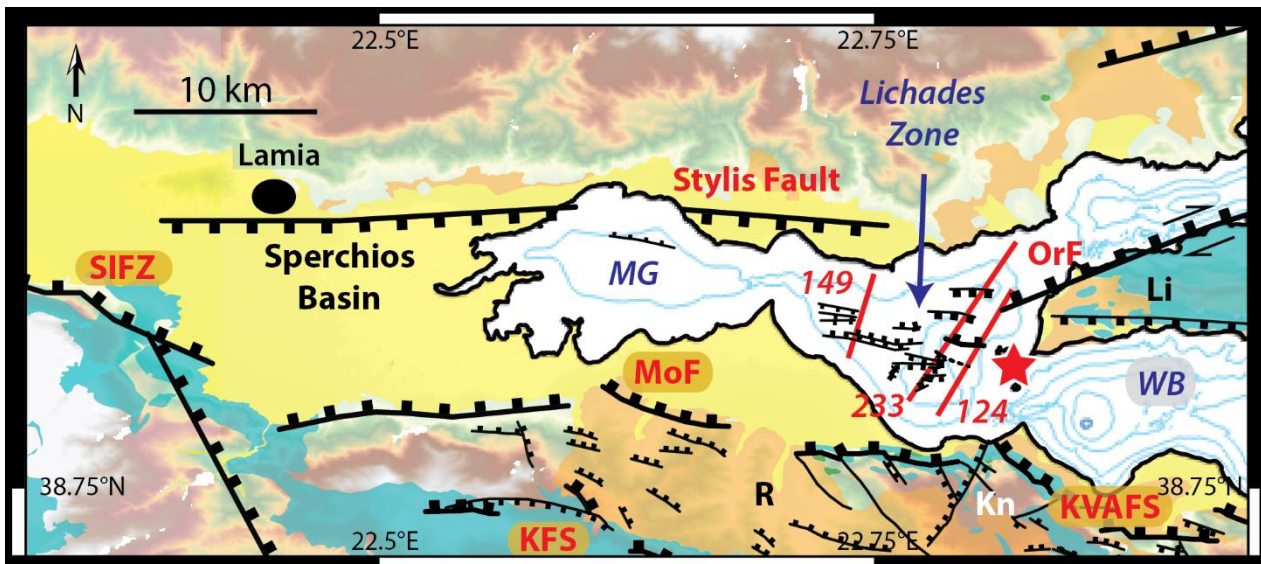 22.5°E
22.75°E
N
10 km
Lichades
Zone
Lamia
Stylis Fault
SIFZ
Sperchios
Basin
MG
149
OrF
Li
MoF
WB
233
124
38.75°N
R
Kn
KVAFS
38.75°N
KFS
22.5°E
22.75°E